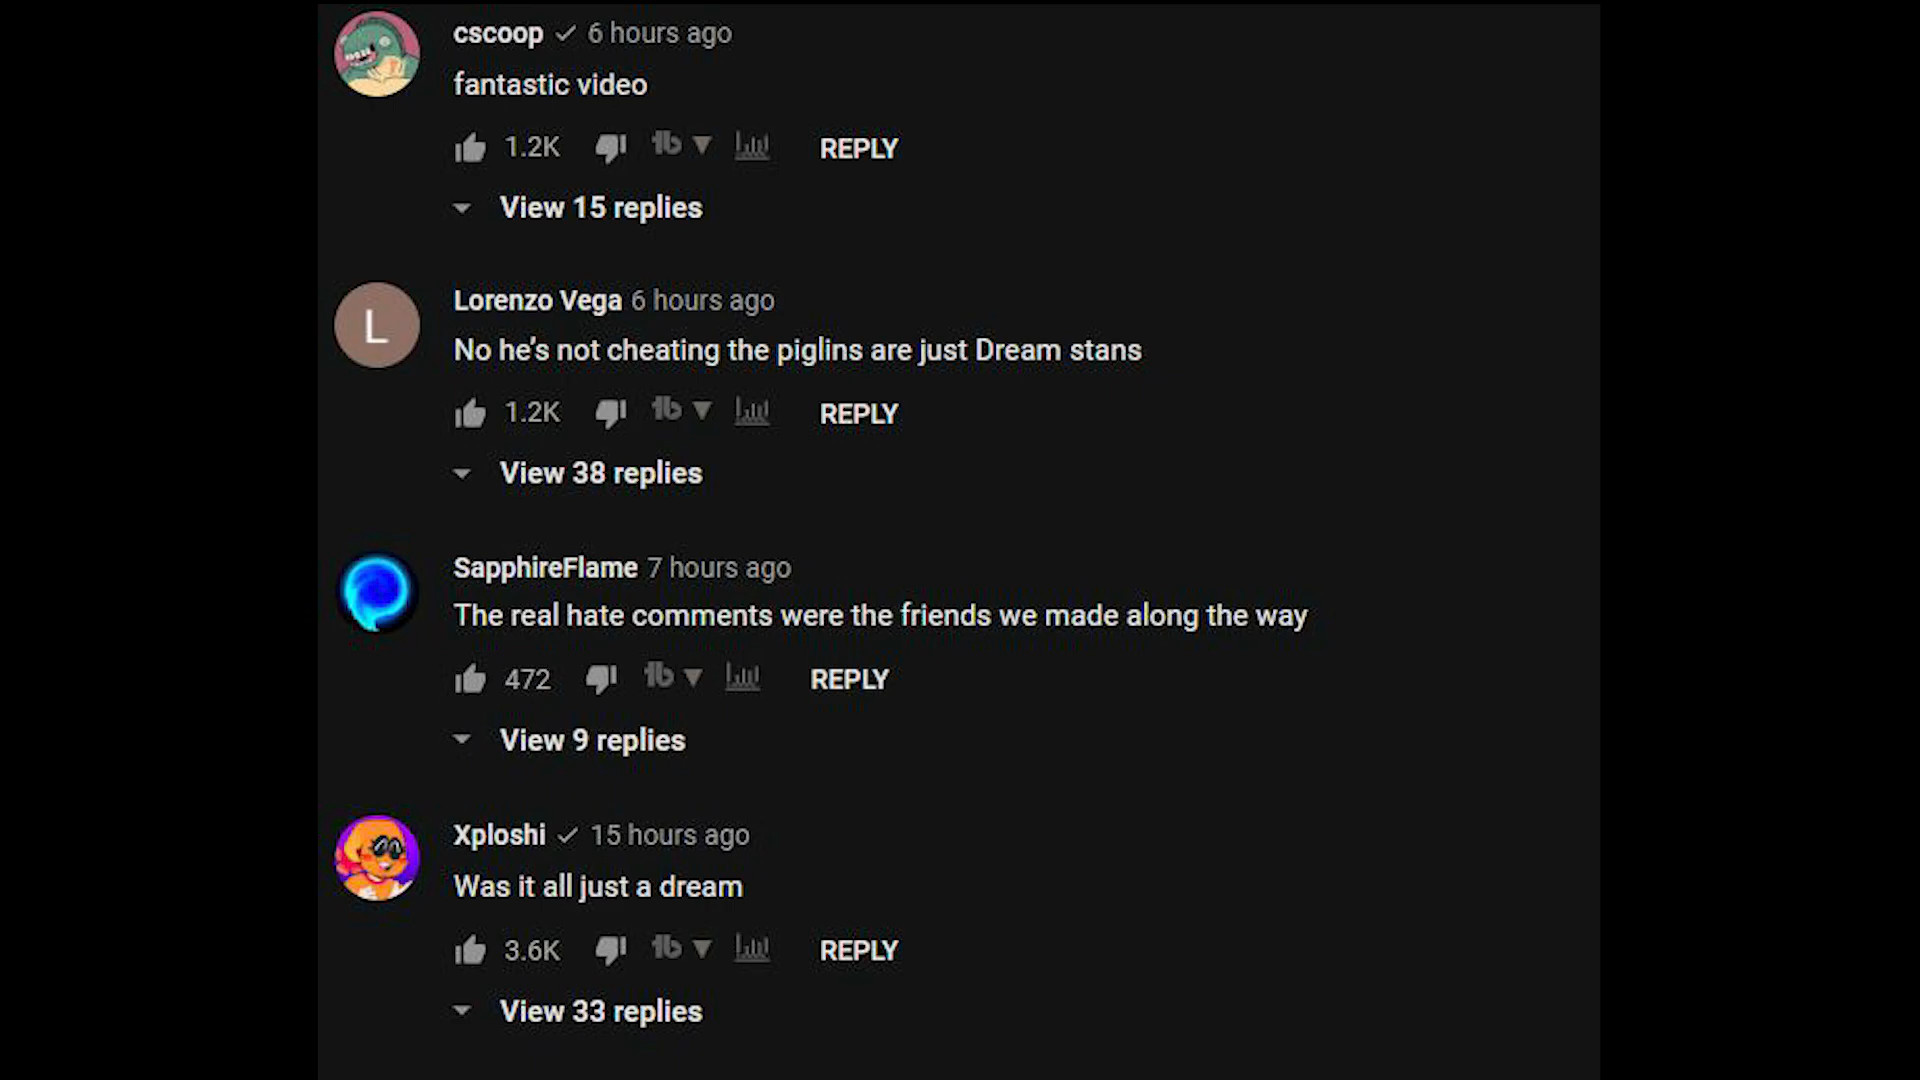 cscoop 6 hours ago
fantastic video
1.2K REPLY
View 15 replies
L
Lorenzo Vega 6 hours ago
No he’s not cheating the piglins are just Dream stans
1.2K REPLY
View 38 replies
SapphireFlame 7 hours ago
The real hate comments were the friends we made along the way
472 REPLY
View 9 replies
Xploshi 15 hours ago
Was it all just a dream
3.6K REPLY
View 33 replies